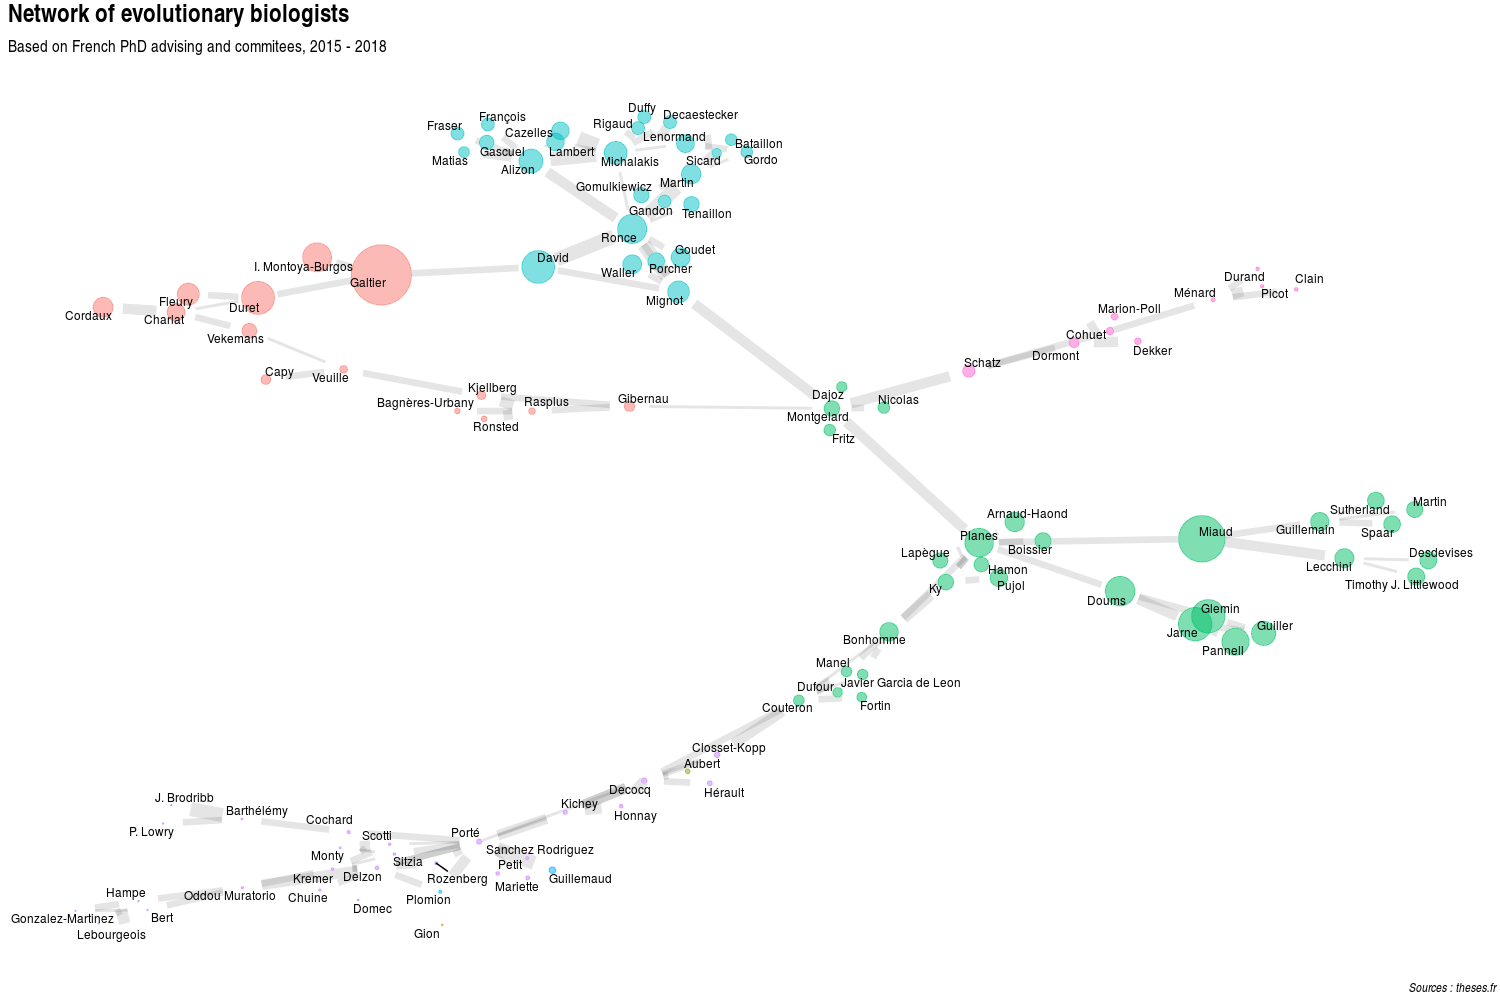 Network of evolutionary biologists
Based on French PhD advising and commitees, 2015 - 2018
Duffy
François
Decaestecker
Fraser
Rigaud
Cazelles
Lenormand
Bataillon
Gascuel
Lambert
Matias
Michalakis
Sicard
Gordo
Alizon
Martin
Gomulkiewicz
Gandon
Tenaillon
Ronce
Goudet
David
I. Montoya-Burgos
Waller
Porcher
Galtier
Mignot
Durand
Clain
Ménard
Picot
Fleury
Duret
Cordaux
Charlat
Marion-Poll
Vekemans
Cohuet
Dekker
Dormont
Schatz
Capy
Veuille
Kjellberg
Dajoz
Bagnères-Urbany
Rasplus
Gibernau
Nicolas
Montgelard
Ronsted
Fritz
Martin
Sutherland
Arnaud-Haond
Guillemain
Spaar
Miaud
Planes
Boissier
Lapègue
Desdevises
Lecchini
Hamon
Timothy J. Littlewood
Pujol
Ky
Doums
Glemin
Guiller
Jarne
Bonhomme
Pannell
Manel
Javier Garcia de Leon
Dufour
Fortin
Couteron
Closset-Kopp
Aubert
Decocq
Hérault
J. Brodribb
Kichey
Barthélémy
Honnay
Cochard
P. Lowry
Scotti
Porté
Sanchez Rodriguez
Monty
Sitzia
Petit
Kremer
Delzon
Rozenberg
Guillemaud
Mariette
Hampe
Oddou Muratorio
Chuine
Plomion
Domec
Gonzalez-Martinez
Bert
Lebourgeois
Gion
Sources : theses.fr